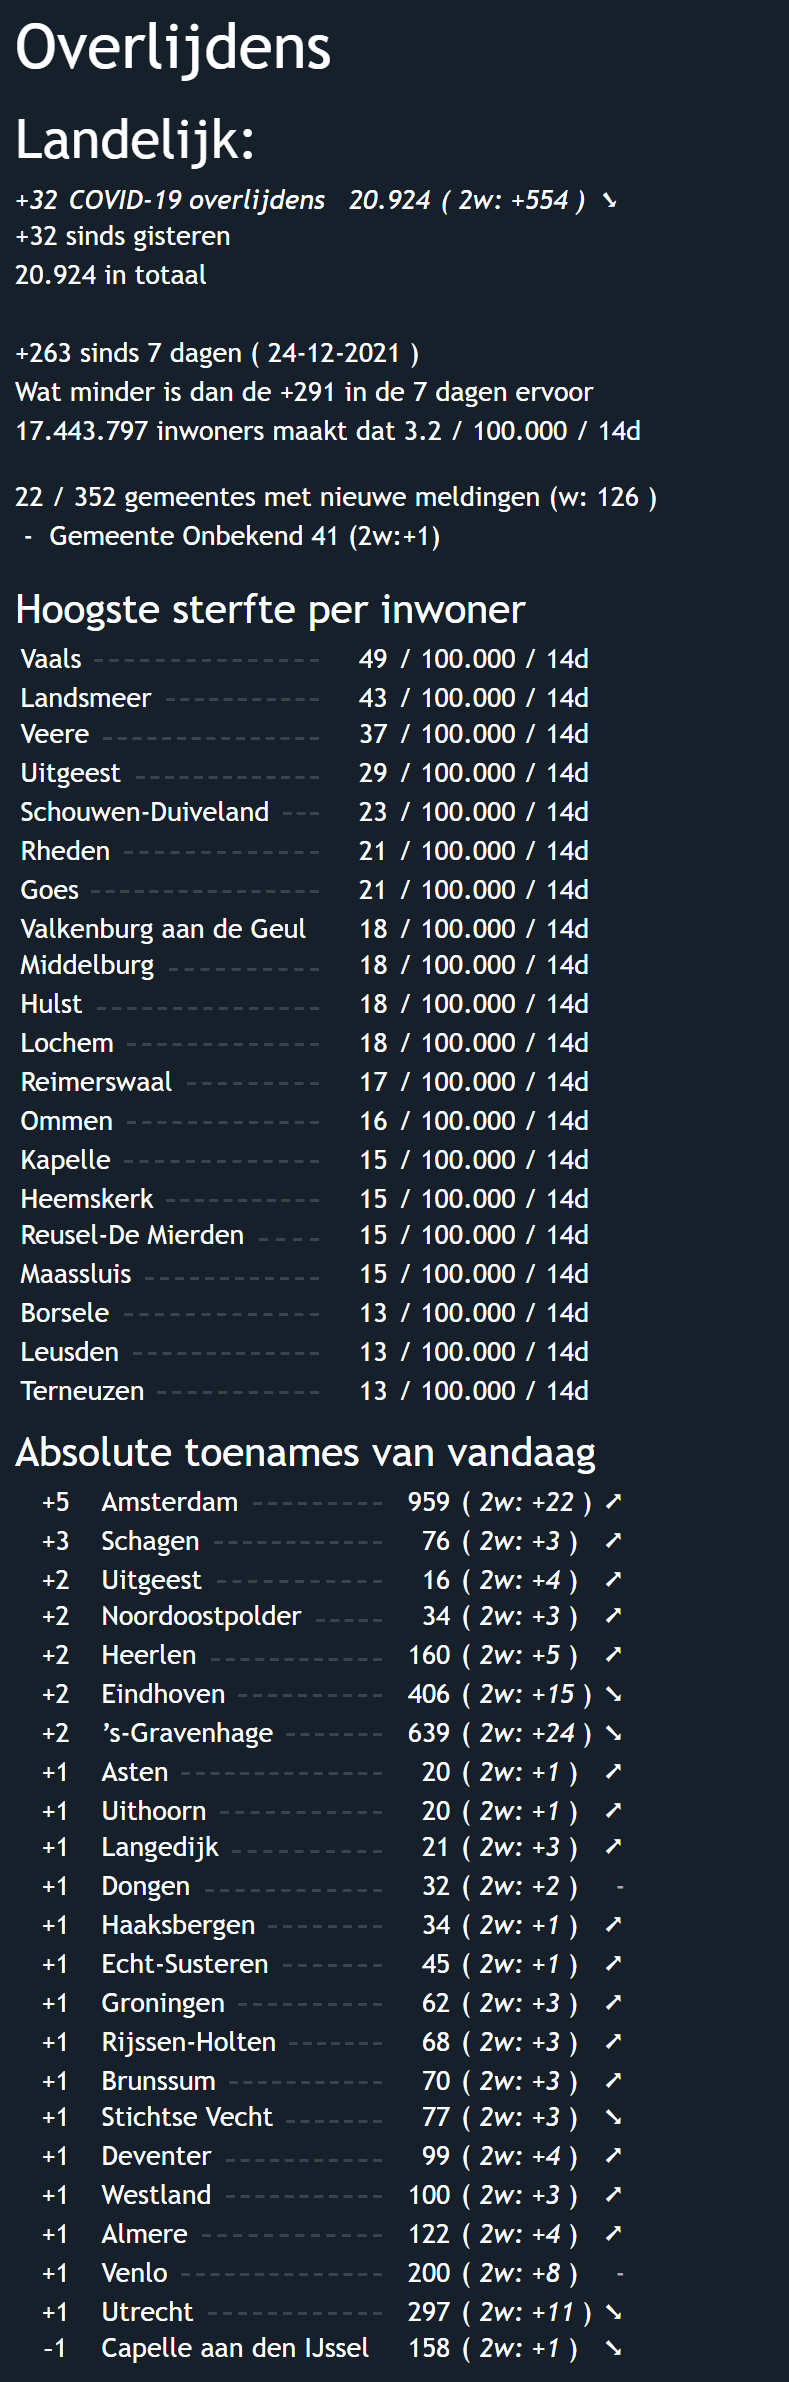 Overlijdens
Landelijk:
+32 COVID-19 overlijdens 20.924 ( 2w: +554 ) ➘
+32 sinds gisteren
20.924 in totaal
+263 sinds 7 dagen ( 24-12-2021 )
Wat minder is dan de +291 in de 7 dagen ervoor
17.443.797 inwoners maakt dat 3.2 / 100.000 / 14d
22 / 352 gemeentes met nieuwe meldingen (w: 126 )
- Gemeente Onbekend 41 (2w:+1)
Hoogste sterfte per inwoner
Vaals 49 / 100.000 / 14d
Landsmeer 43 / 100.000 / 14d
Veere 37 / 100.000 / 14d
Uitgeest 29 / 100.000 / 14d
Schouwen-Duiveland 23 / 100.000 / 14d
Rheden 21 / 100.000 / 14d
Goes 21 / 100.000 / 14d
Valkenburg aan de Geul 18 / 100.000 / 14d
Middelburg 18 / 100.000 / 14d
Hulst 18 / 100.000 / 14d
Lochem 18 / 100.000 / 14d
Reimerswaal 17 / 100.000 / 14d
Ommen 16 / 100.000 / 14d
Kapelle 15 / 100.000 / 14d
Heemskerk 15 / 100.000 / 14d
Reusel-De Mierden 15 / 100.000 / 14d
Maassluis 15 / 100.000 / 14d
Borsele 13 / 100.000 / 14d
Leusden 13 / 100.000 / 14d
Terneuzen 13 / 100.000 / 14d
Absolute toenames van vandaag
+5 Amsterdam 959 ( 2w: +22 ) ➚
+3 Schagen 76 ( 2w: +3 ) ➚
+2 Uitgeest 16 ( 2w: +4 ) ➚
+2 Noordoostpolder 34 ( 2w: +3 ) ➚
+2 Heerlen 160 ( 2w: +5 ) ➚
+2 Eindhoven 406 ( 2w: +15 ) ➘
+2 ’s-Gravenhage 639 ( 2w: +24 ) ➘
+1 Asten 20 ( 2w: +1 ) ➚
+1 Uithoorn 20 ( 2w: +1 ) ➚
+1 Langedijk 21 ( 2w: +3 ) ➚
+1 Dongen 32 ( 2w: +2 ) -
+1 Haaksbergen 34 ( 2w: +1 ) ➚
+1 Echt-Susteren 45 ( 2w: +1 ) ➚
+1 Groningen 62 ( 2w: +3 ) ➚
+1 Rijssen-Holten 68 ( 2w: +3 ) ➚
+1 Brunssum 70 ( 2w: +3 ) ➚
+1 Stichtse Vecht 77 ( 2w: +3 ) ➘
+1 Deventer 99 ( 2w: +4 ) ➚
+1 Westland 100 ( 2w: +3 ) ➚
+1 Almere 122 ( 2w: +4 ) ➚
+1 Venlo 200 ( 2w: +8 ) -
+1 Utrecht 297 ( 2w: +11 ) ➘
-1 Capelle aan den IJssel 158 ( 2w: +1 ) ➘